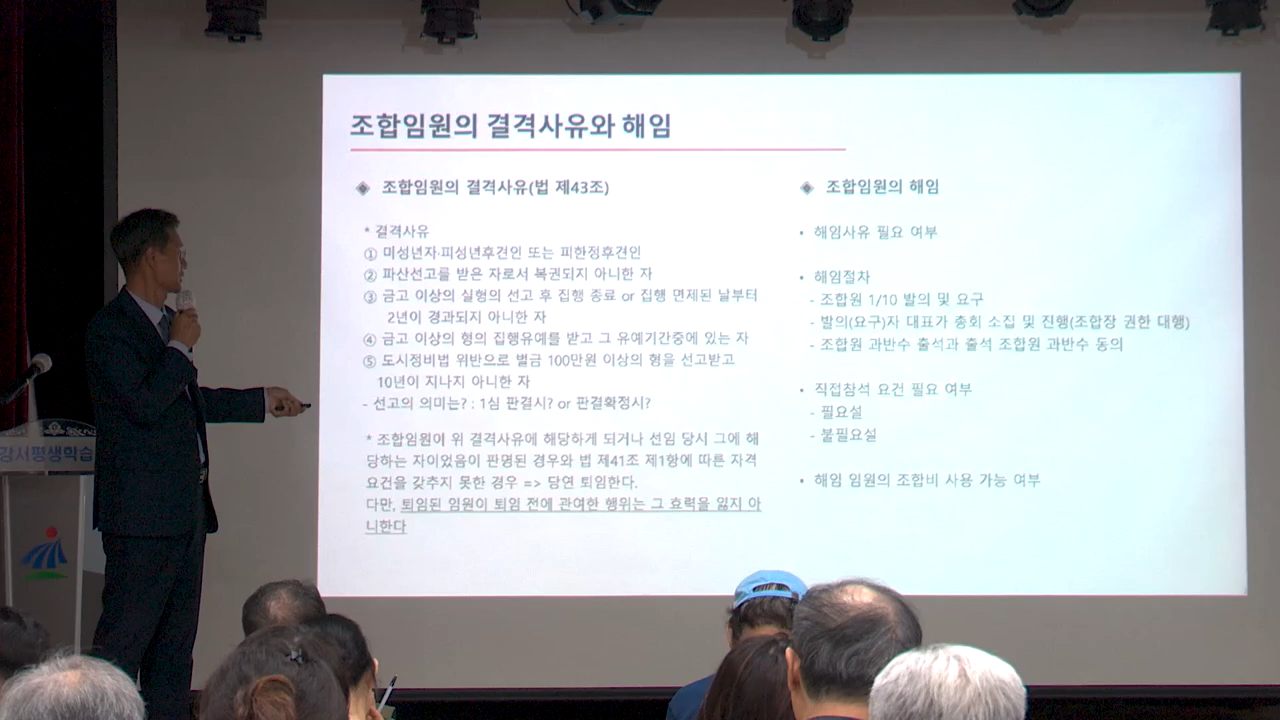 조합임원의 결격사유와 해임
◈ 조합임원의 결격사유(법 제43조)
* 결격사유
① 미성년자·피성년후견인 또는 피한정후견인
② 파산선고를 받은 자로서 복권되지 아니한 자
③ 금고 이상의 실형의 선고 후 집행 종료 or 집행 면제된 날부터
2년이 경과되지 아니한 자
④ 금고 이상의 형의 집행유예를 받고 그 유예기간중에 있는 자
⑤ 도시정비법 위반으로 벌금 100만원 이상의 형을 선고받고
10년이 지나지 아니한 자
- 선고의 의미는? : 1심 판결시? or 판결확정시?
* 조합임원이 위 결격사유에 해당하게 되거나 선임 당시 그에 해
당하는 자이었음이 판명된 경우와 법 제41조 제1항에 따른 자격
요건을 갖추지 못한 경우 => 당연 퇴임한다.
다만, 퇴임된 임원이 퇴임 전에 관여한 행위는 그 효력을 잃지 아
니한다
◈ 조합임원의 해임
• 해임사유 필요 여부
• 해임절차
- 조합원 1/10 발의 및 요구
- 발의(요구)자 대표가 총회 소집 및 진행(조합장 권한 대행)
- 조합원 과반수 출석과 출석 조합원 과반수 동의
• 직접참석 요건 필요 여부
- 필요설
- 불필요설
• 해임 임원의 조합비 사용 가능 여부
강서평생학습